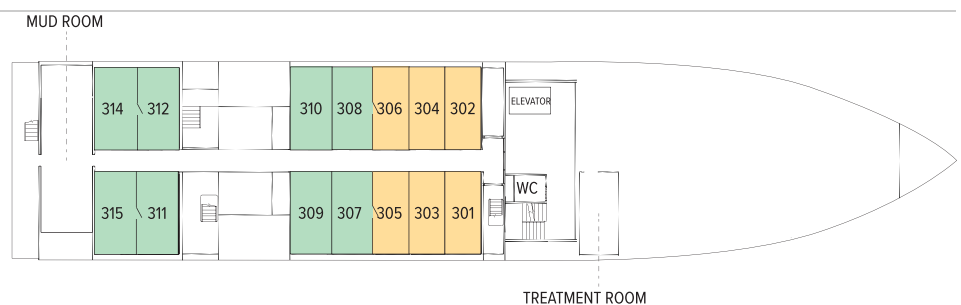 MUD ROOM
314 312 310 308 306 304 302
ELEVATOR
WC
315 311 309 307 305 303 301
TREATMENT ROOM